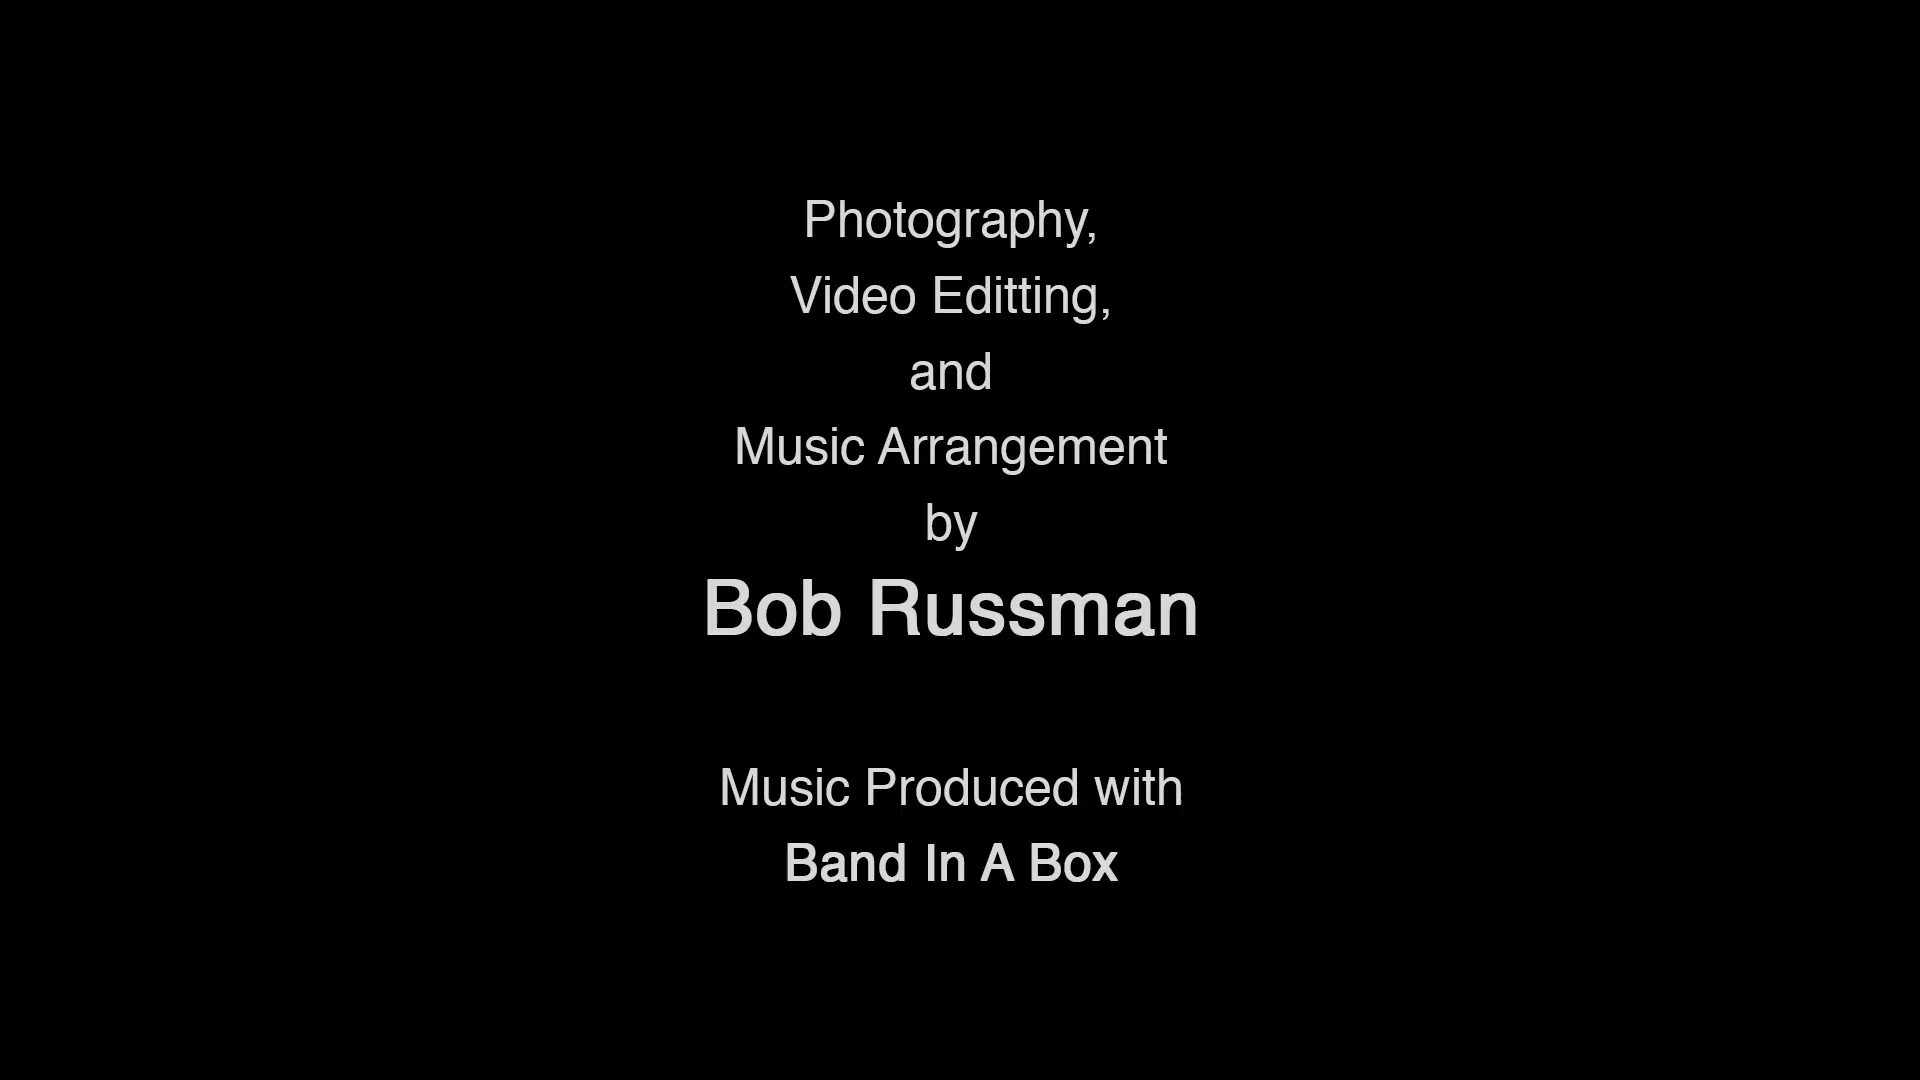 Photography,
Video Editting,
and
Music Arrangement
by
Bob Russman
Music Produced with
Band In A Box